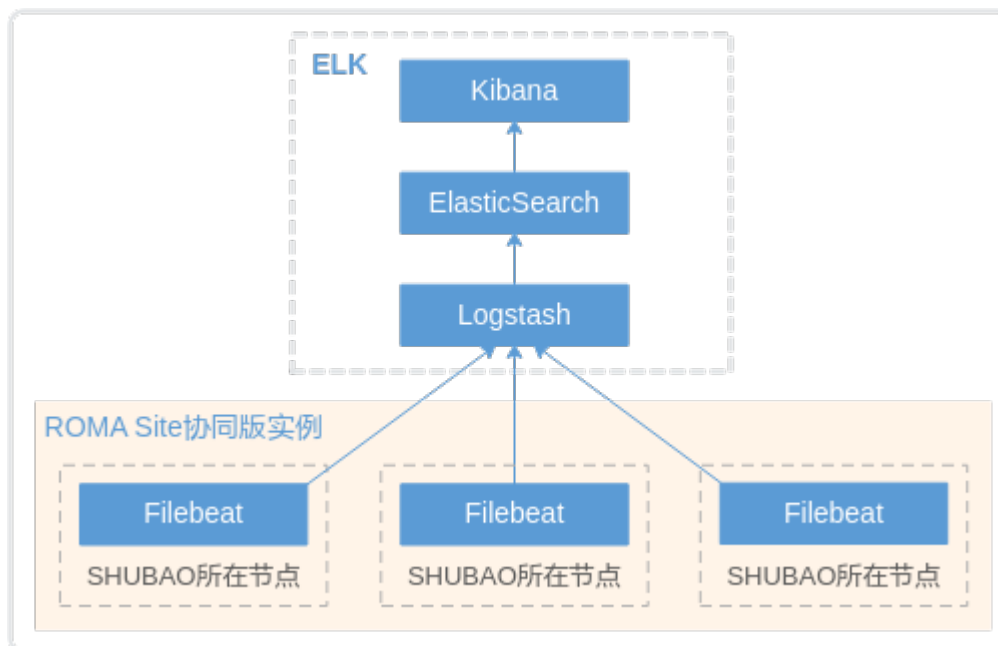 ELK
Kibana
ElasticSearch
Logstash
ROMA Site协同版实例
Filebeat
Filebeat
Filebeat
SHUBAO所在节点
SHUBAO所在节点
SHUBAO所在节点